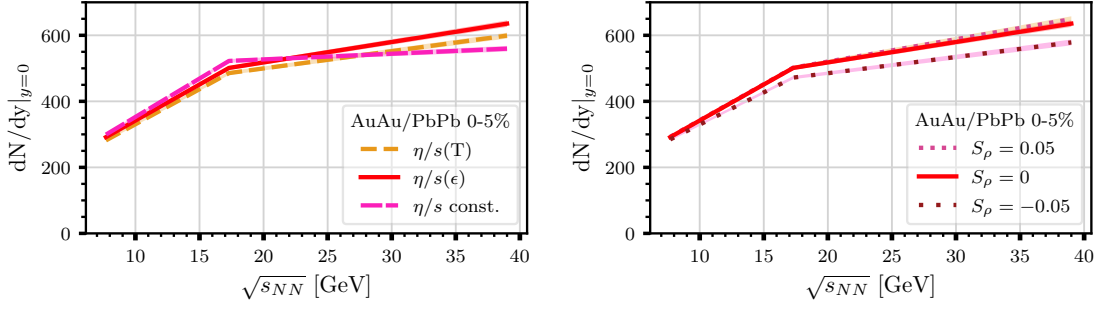 600
400
200
0
dN/dy|y=0
AuAu/PbPb 0-5%
η/s(T)
η/s(ϵ)
η/s const.
10 15 20 25 30 35 40
√sNN [GeV]
600
400
200
0
dN/dy|y=0
AuAu/PbPb 0-5%
Sρ = 0.05
Sρ = 0
Sρ = −0.05
10 15 20 25 30 35 40
√sNN [GeV]